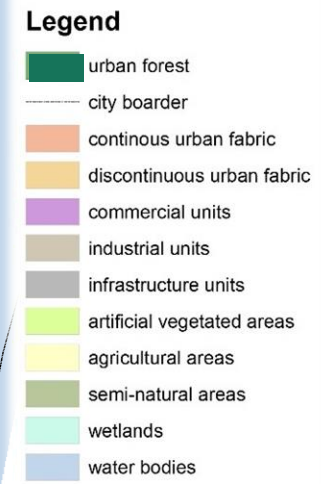 Legend
urban forest
city boarder
continous urban fabric
discontinuous urban fabric
commercial units
industrial units
infrastructure units
artificial vegetated areas
agricultural areas
semi-natural areas
wetlands
water bodies